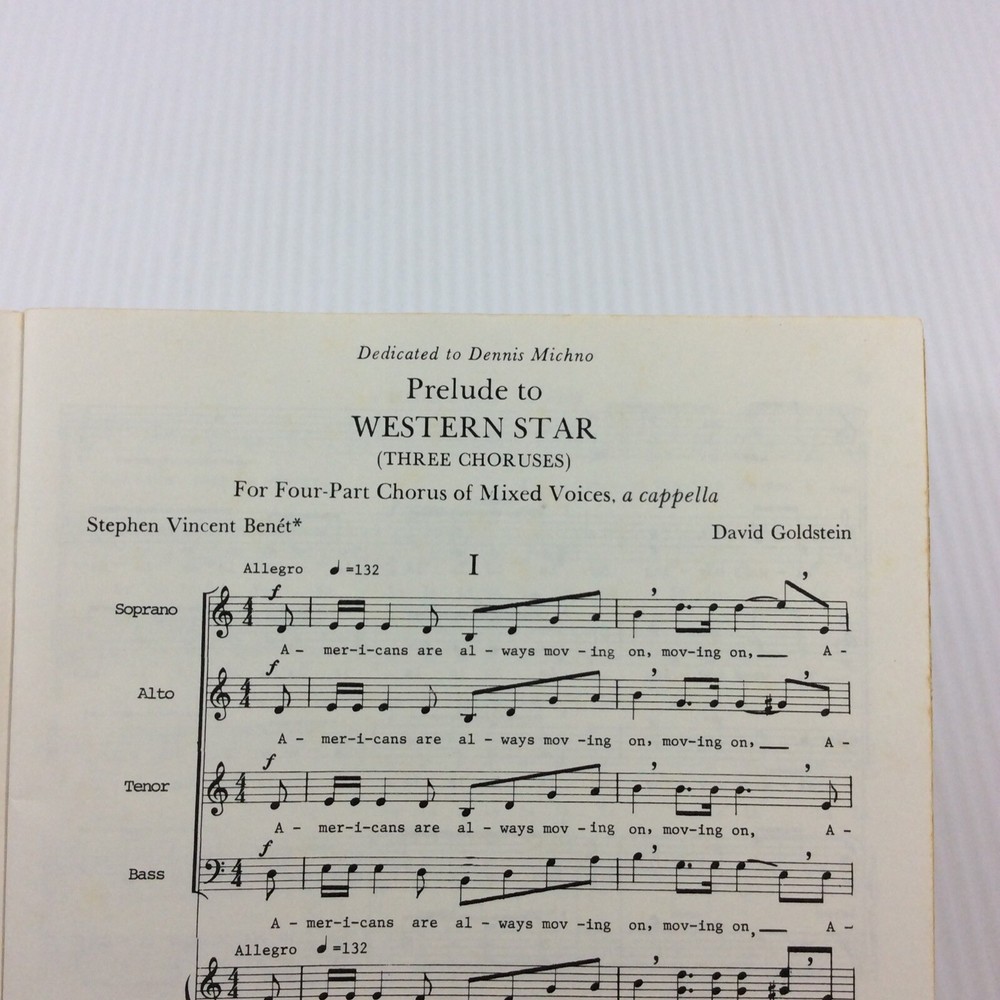 Dedicated to Dennis Michno
Prelude to
WESTERN STAR
(THREE CHORUSES)
For Four-Part Chorus of Mixed Voices, a cappella
Stephen Vincent Benét*
David Goldstein
I
Allegro ♩=132
Soprano
f
A - mer-i-cans are al - ways mov - ing on, mov-ing on, A -
Alto
f
A - mer-i-cans are al - ways mov -ing on, mov-ing on, A -
Tenor
f
A - mer-i-cans are al - ways mov -ing on, mov-ing on, A -
Bass
f
A - mer-i-cans are al - ways mov -ing on, mov-ing on, A -
Allegro ♩=132